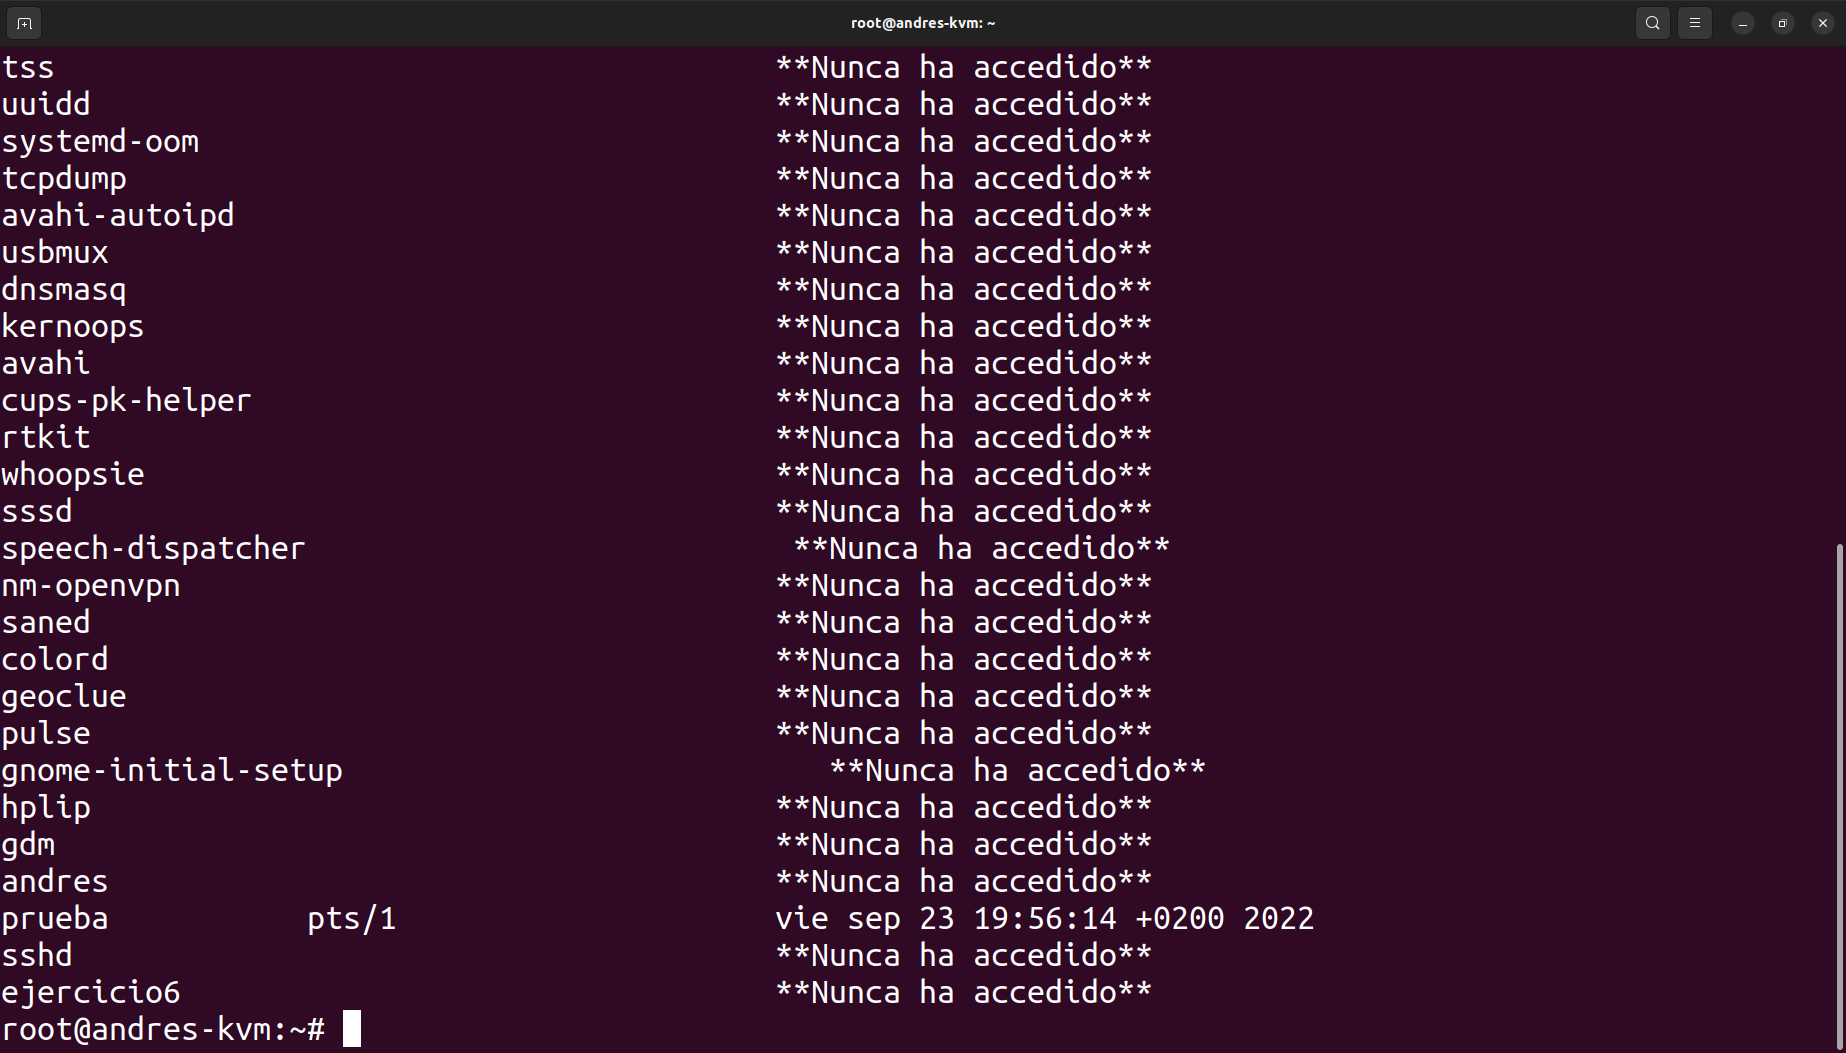 root@andres-kvm: ~
tss **Nunca ha accedido**
uuidd **Nunca ha accedido**
systemd-oom **Nunca ha accedido**
tcpdump **Nunca ha accedido**
avahi-autoipd **Nunca ha accedido**
usbmux **Nunca ha accedido**
dnsmasq **Nunca ha accedido**
kernoops **Nunca ha accedido**
avahi **Nunca ha accedido**
cups-pk-helper **Nunca ha accedido**
rtkit **Nunca ha accedido**
whoopsie **Nunca ha accedido**
sssd **Nunca ha accedido**
speech-dispatcher **Nunca ha accedido**
nm-openvpn **Nunca ha accedido**
saned **Nunca ha accedido**
colord **Nunca ha accedido**
geoclue **Nunca ha accedido**
pulse **Nunca ha accedido**
gnome-initial-setup **Nunca ha accedido**
hplip **Nunca ha accedido**
gdm **Nunca ha accedido**
andres **Nunca ha accedido**
prueba pts/1 vie sep 23 19:56:14 +0200 2022
sshd **Nunca ha accedido**
ejercicio6 **Nunca ha accedido**
root@andres-kvm:~#